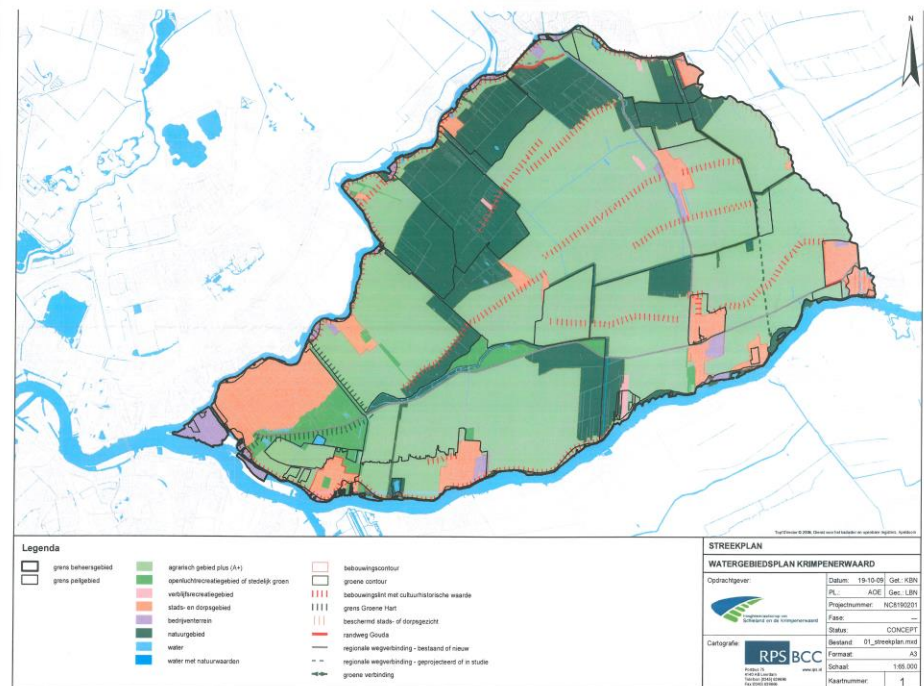 N
Legenda
grens beheersgebied
grens peilgebied
agrarisch gebied plus (A+)
openluchtrecreatiegebied of stedelijk groen
verblijfsrecreatiegebied
stads- en dorpsgebied
bedrijventerrein
natuurgebied
water
water met natuurwaarden
bebouwingscontour
groene contour
bebouwingslint met cultuurhistorische waarde
grens Groene Hart
beschermd stads- of dorpsgezicht
randweg Gouda
regionale wegverbinding - bestaand of nieuw
regionale wegverbinding - geprojecteerd of in studie
groene verbinding
STREEKPLAN
WATERGEBIEDSPLAN KRIMPENERWAARD
Opdrachtgever:
Schieland en de Krimpenerwaard
Datum: 19-10-09 Get.: KBN
PL.: AOE Gec.: LBN
Projectnummer: NC8190201
Fase: ---
Status: CONCEPT
Cartografie:
RPS BCC
Bestand 01_streekplan.mxd
Formaat: A3
Schaal: 1:65.000
Kaartnummer: 1